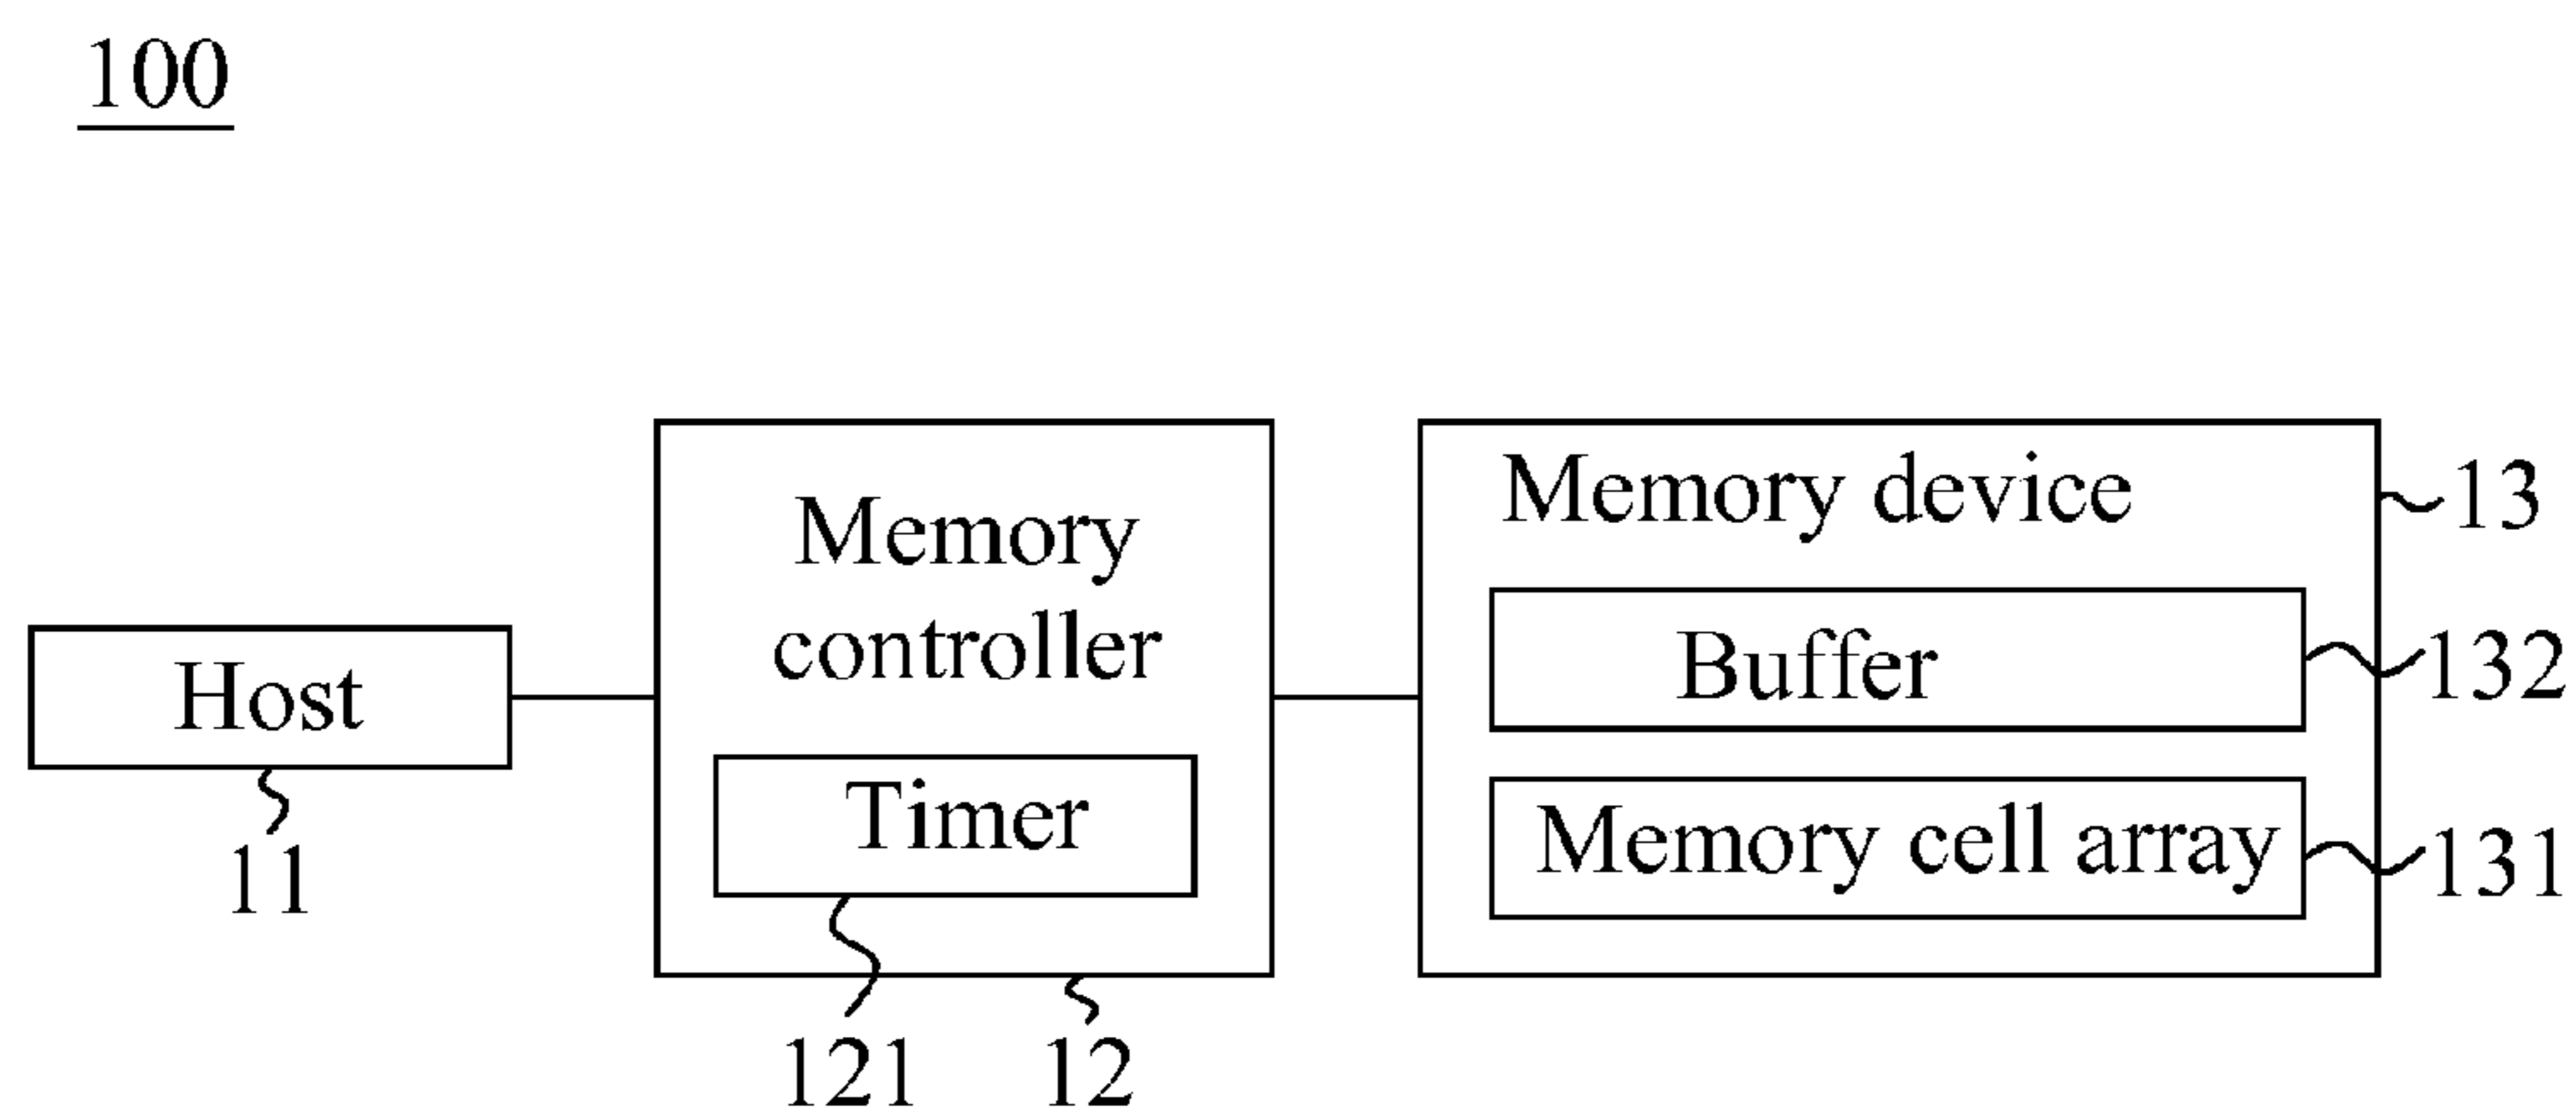 100
Host
11
Memory
controller
Timer
121
12
Memory device
13
Buffer
132
Memory cell array
131